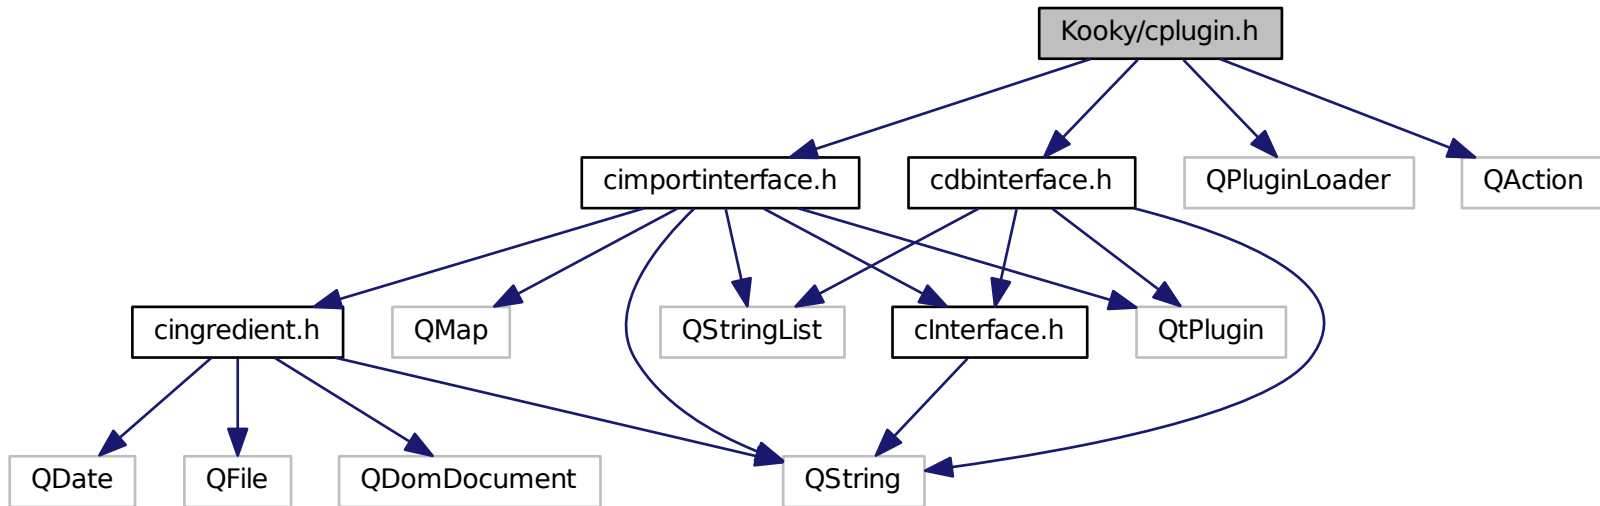 Kooky/cplugin.h
cimportinterface.h
cdbinterface.h
QPluginLoader
QAction
cingredient.h
QMap
QStringList
cInterface.h
QtPlugin
QDate
QFile
QDomDocument
QString